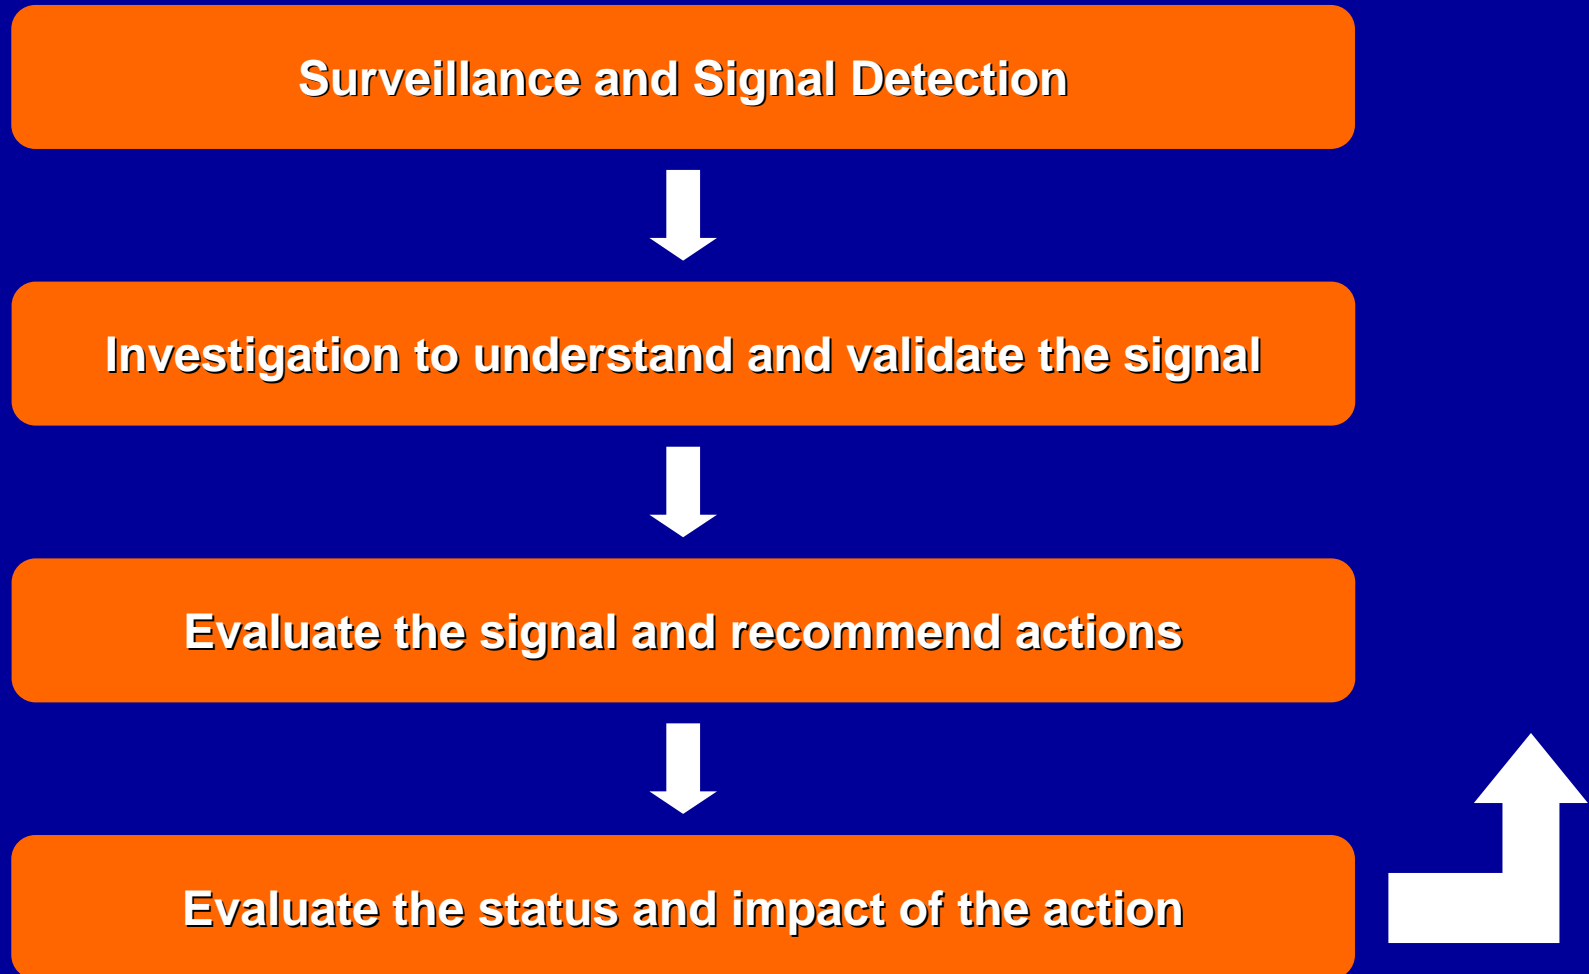 Surveillance and Signal Detection
Investigation to understand and validate the signal
Evaluate the signal and recommend actions
Evaluate the status and impact of the action